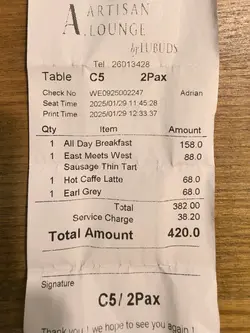 ARTISAN
LOUNGE
by LUBUDS
Tel 26013428
Table C5 2Pax
Check No WE0925002247 Adrian
Seat Time 2025/01/29 11:45:28
Print Time 2025/01/29 12:33:37
Qty Item Amount
1 All Day Breakfast 158.0
1 East Meets West 88.0
Sausage Thin Tart
1 Hot Caffe Latte 68.0
1 Earl Grey 68.0
Total 382.00
Service Charge 38.20
Total Amount 420.0
Signature
C5/ 2Pax
Thank you ! we hope to see you again !